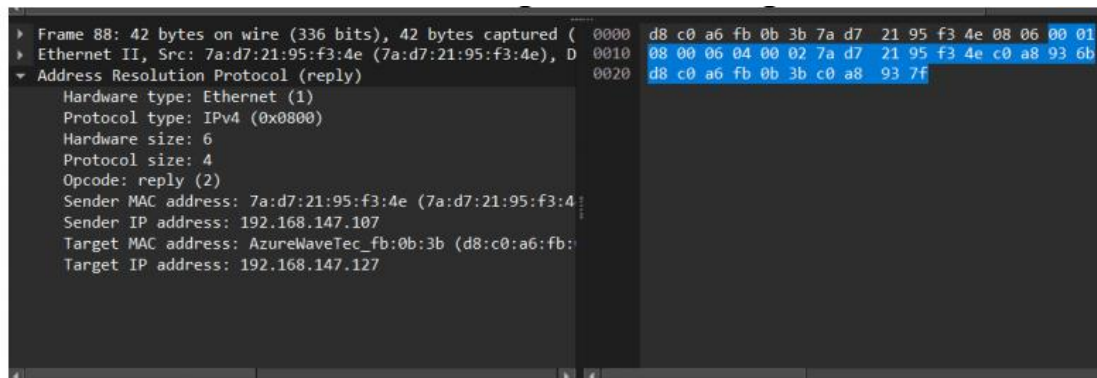 Frame 88: 42 bytes on wire (336 bits), 42 bytes captured (
Ethernet II, Src: 7a:d7:21:95:f3:4e (7a:d7:21:95:f3:4e), D
Address Resolution Protocol (reply)
Hardware type: Ethernet (1)
Protocol type: IPv4 (0x0800)
Hardware size: 6
Protocol size: 4
Opcode: reply (2)
Sender MAC address: 7a:d7:21:95:f3:4e (7a:d7:21:95:f3:4
Sender IP address: 192.168.147.107
Target MAC address: AzureWaveTec_fb:0b:3b (d8:c0:a6:fb:
Target IP address: 192.168.147.127
0000 d8 c0 a6 fb 0b 3b 7a d7 21 95 f3 4e 08 06 00 01
0010 08 00 06 04 00 02 7a d7 21 95 f3 4e c0 a8 93 6b
0020 d8 c0 a6 fb 0b 3b c0 a8 93 7f